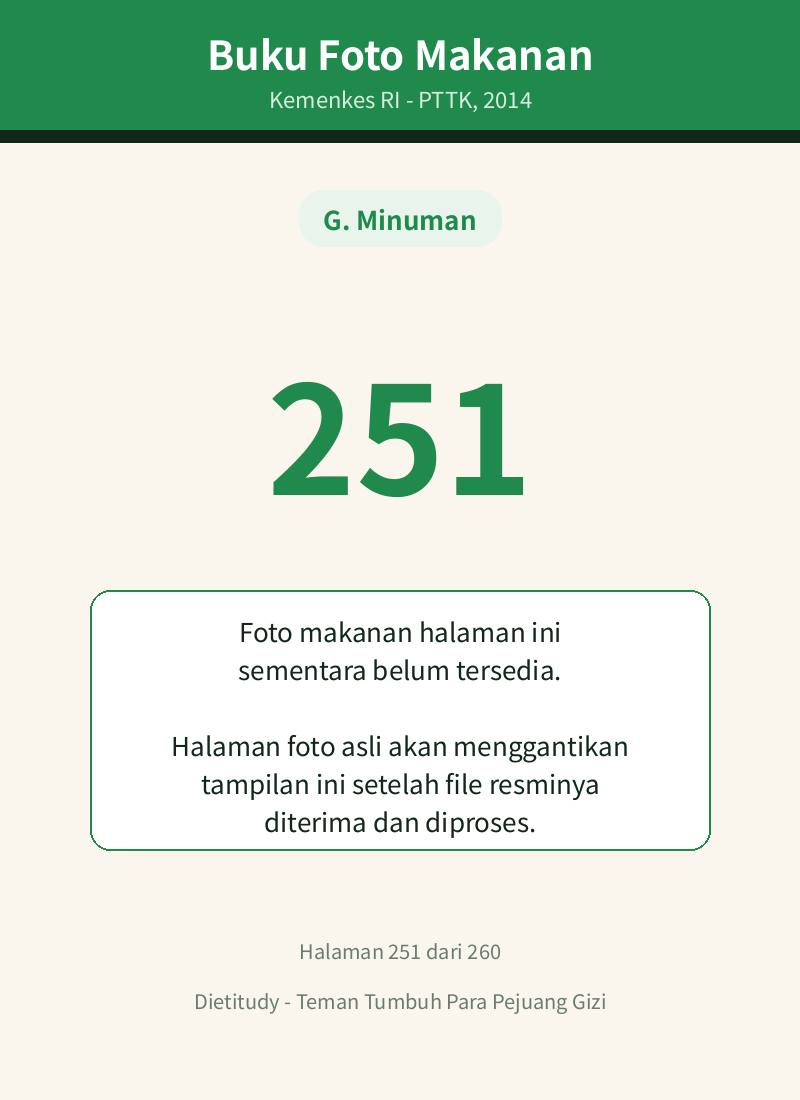 Buku Foto Makanan
Kemenkes RI - PTTK, 2014
G. Minuman
251
Foto makanan halaman ini
sementara belum tersedia.
Halaman foto asli akan menggantikan
tampilan ini setelah file resminya
diterima dan diproses.
Halaman 251 dari 260
Dietitudy - Teman Tumbuh Para Pejuang Gizi